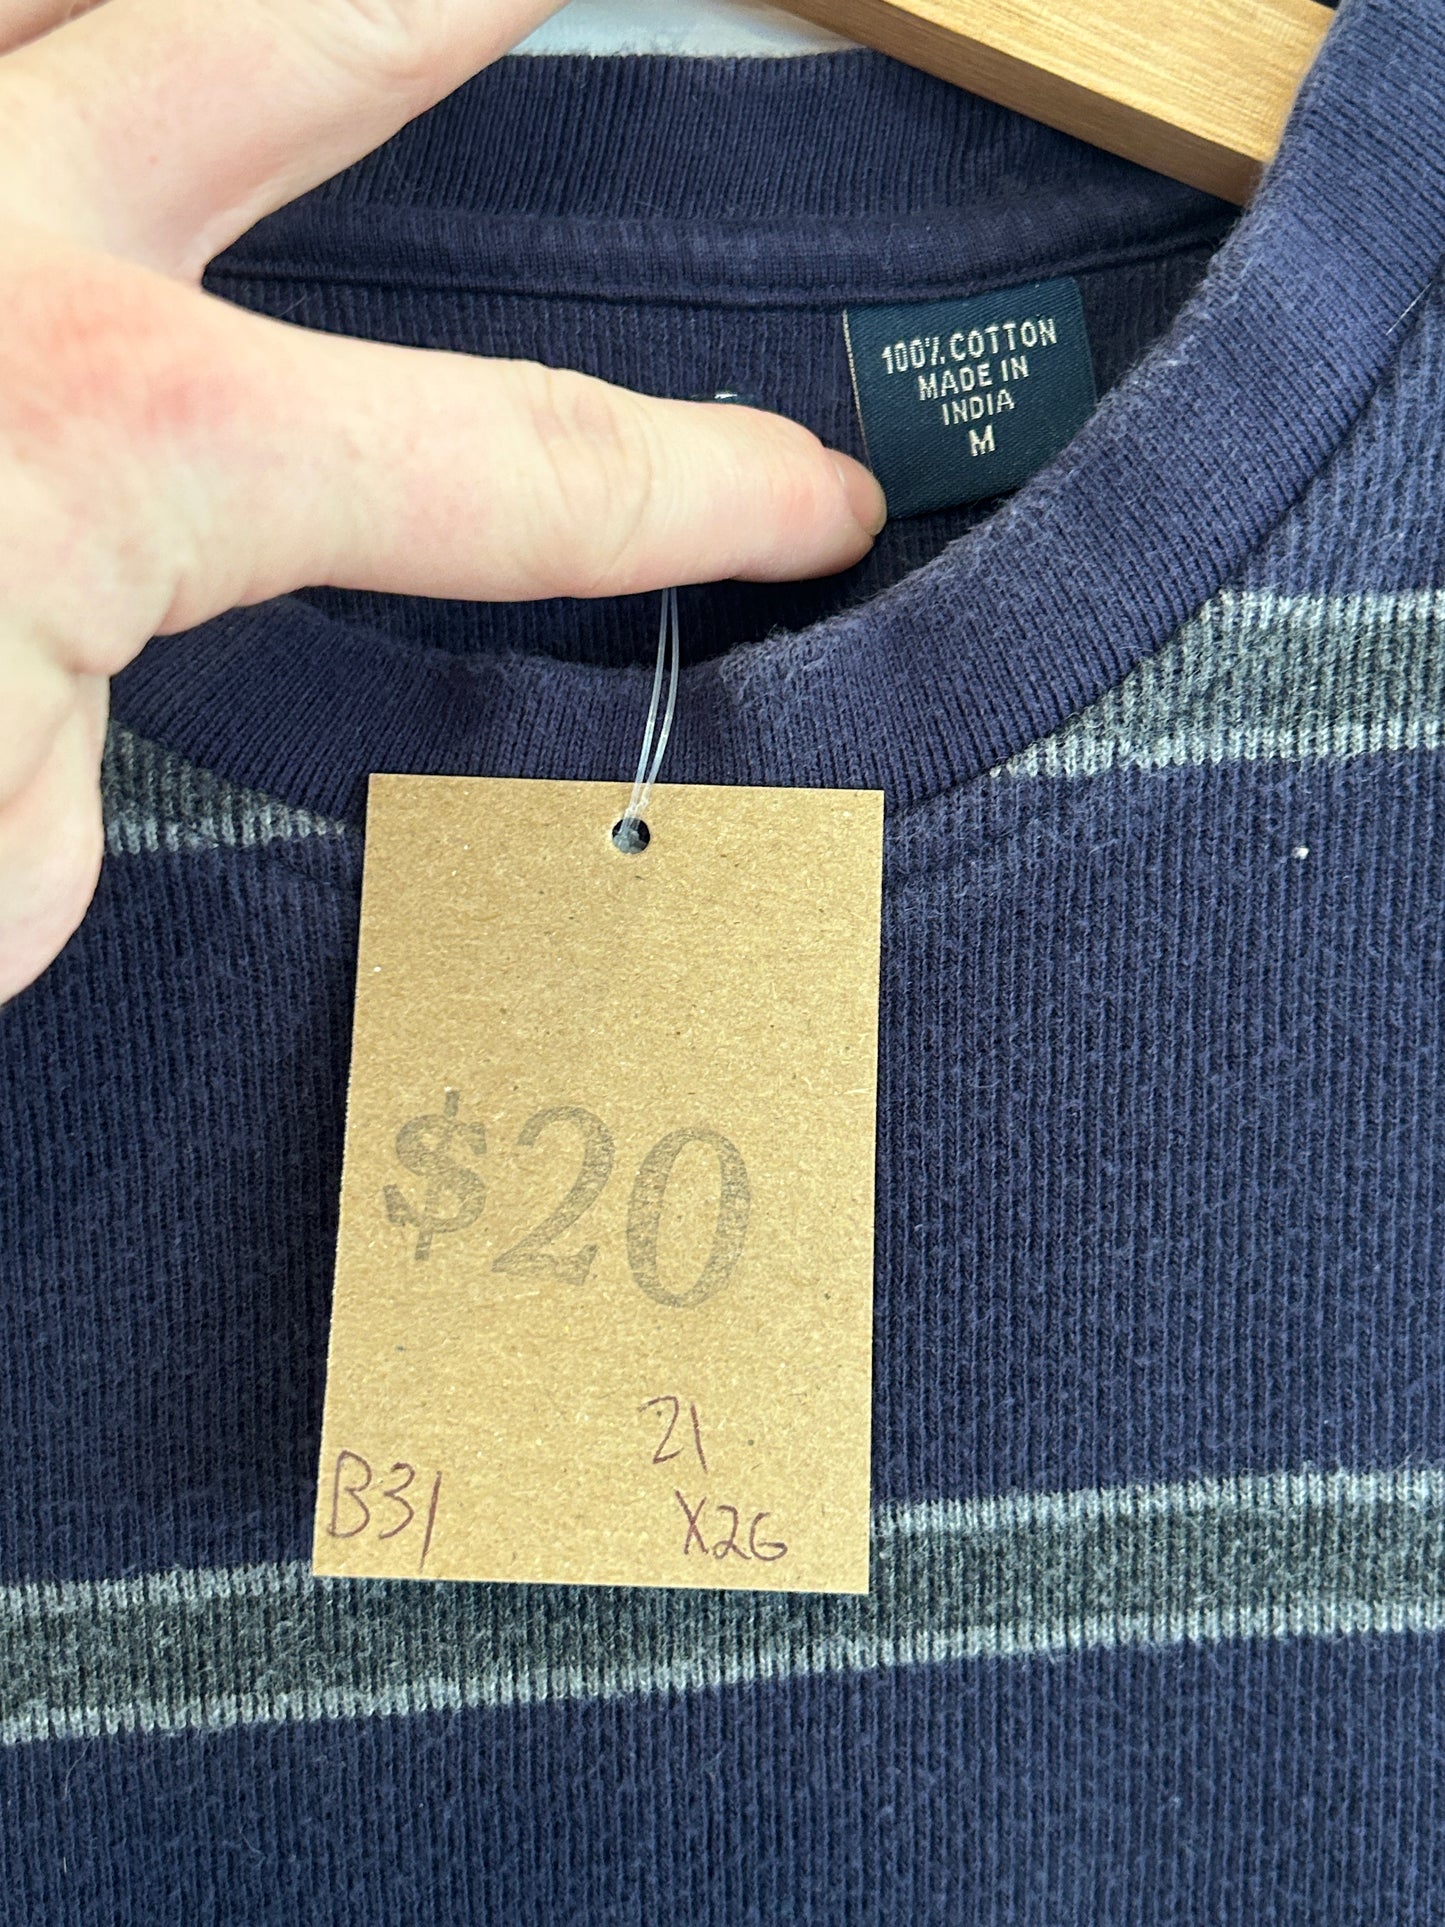 100% COTTON
MADE IN
INDIA
M
$20
21
B31
X26